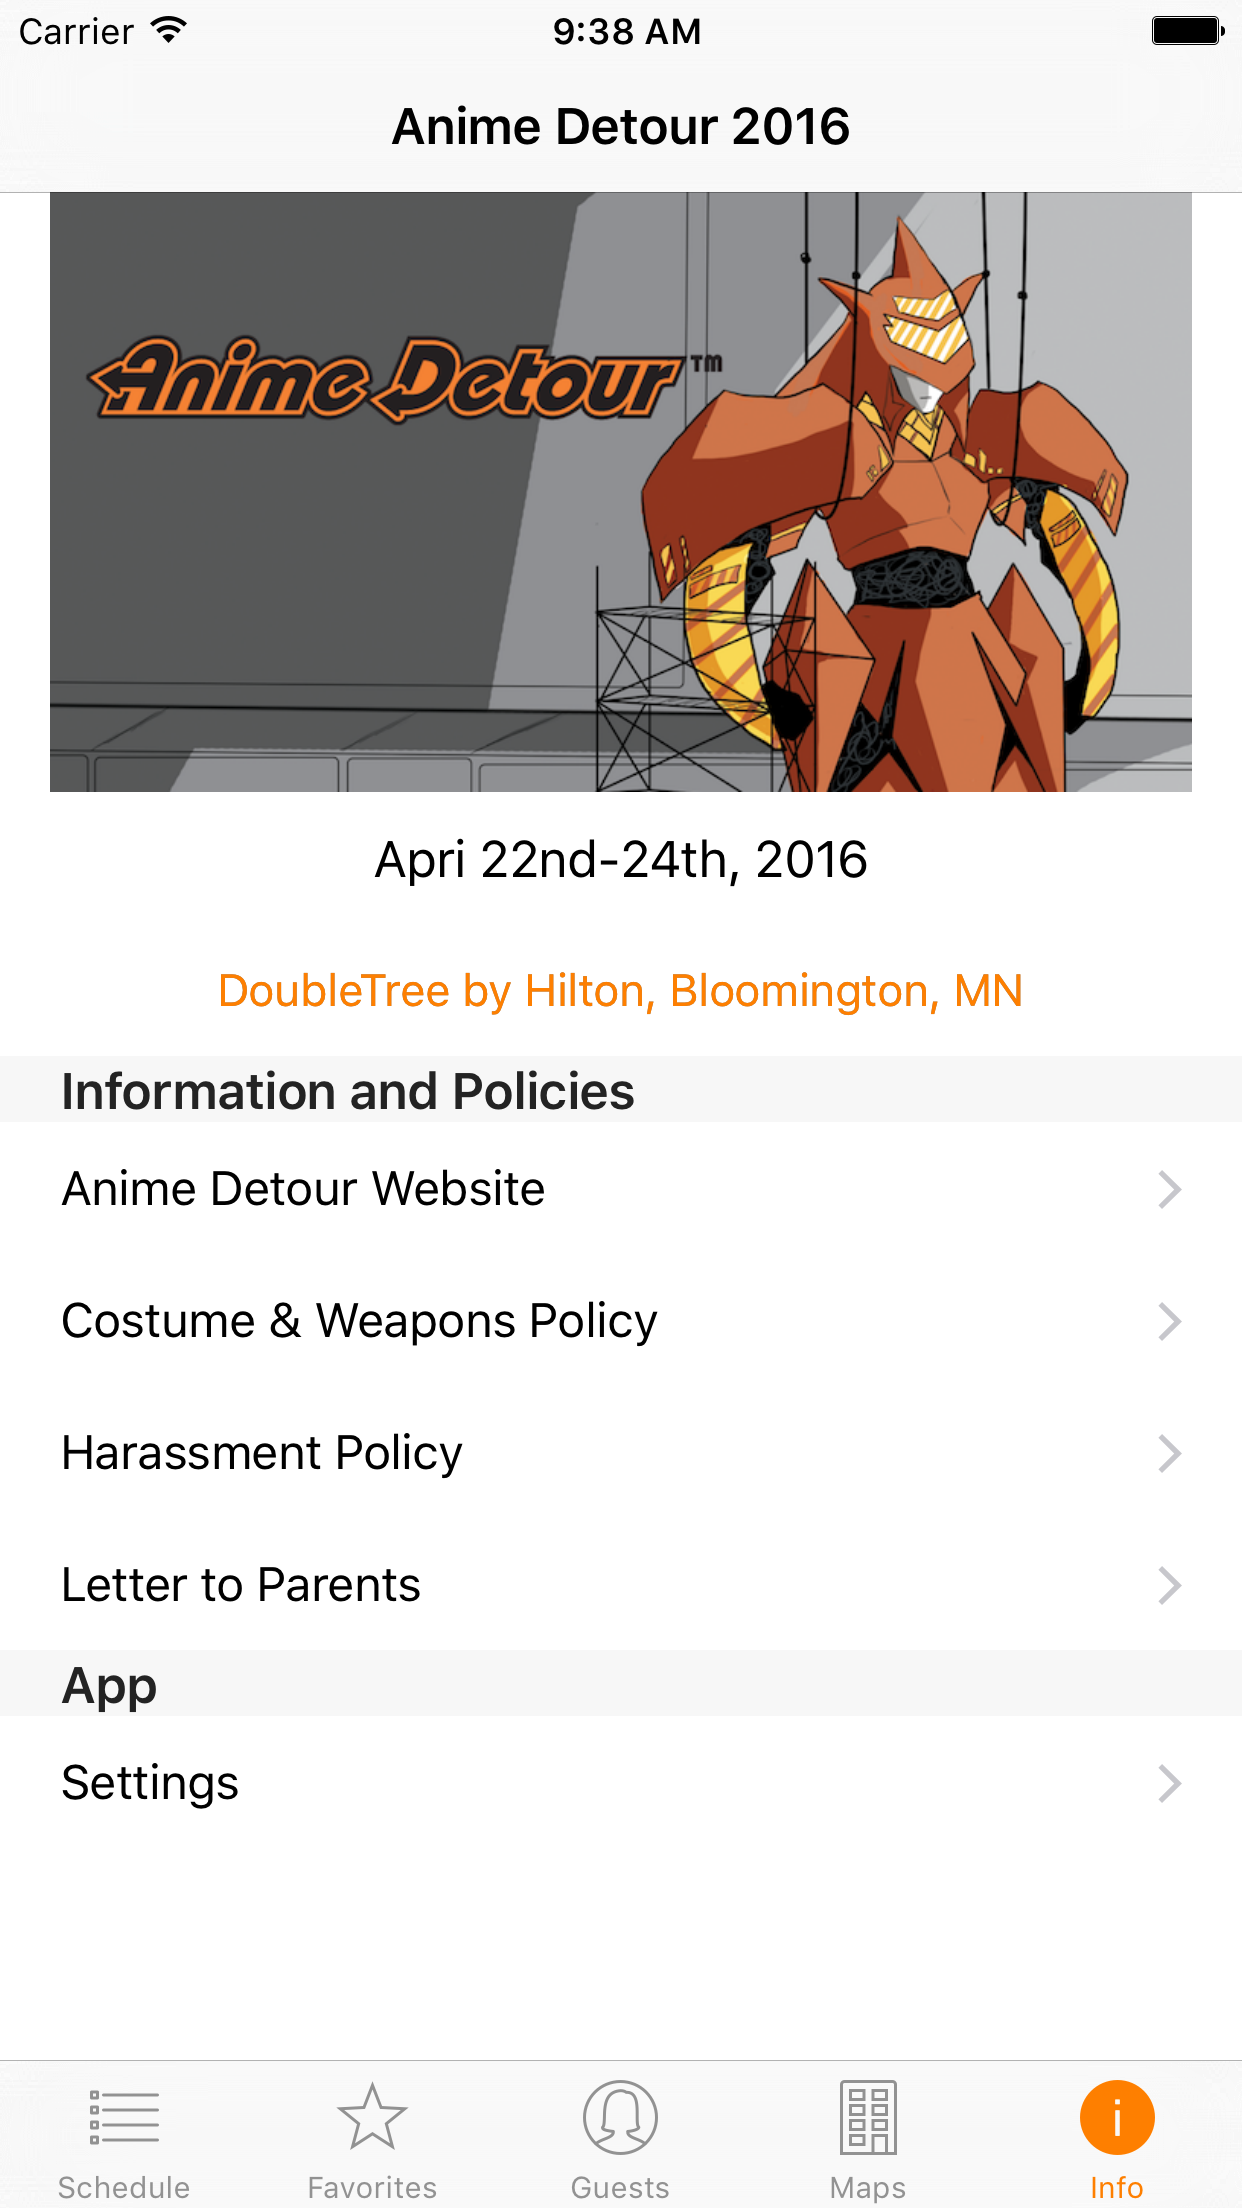 Carrier 9:38 AM
Anime Detour 2016
Anime Detour™
Apri 22nd-24th, 2016
DoubleTree by Hilton, Bloomington, MN
Information and Policies
Anime Detour Website
Costume & Weapons Policy
Harassment Policy
Letter to Parents
App
Settings
Schedule Favorites Guests Maps Info